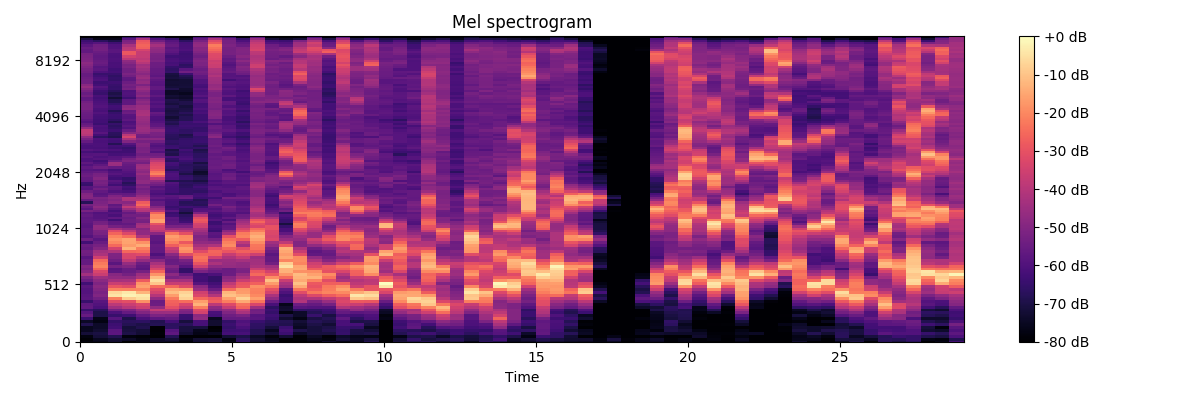 Mel spectrogram
+0 dB
8192
-10 dB
4096
-20 dB
-30 dB
2048
-40 dB
Hz
1024
-50 dB
-60 dB
512
-70 dB
0
-80 dB
0 5 10 15 20 25
Time